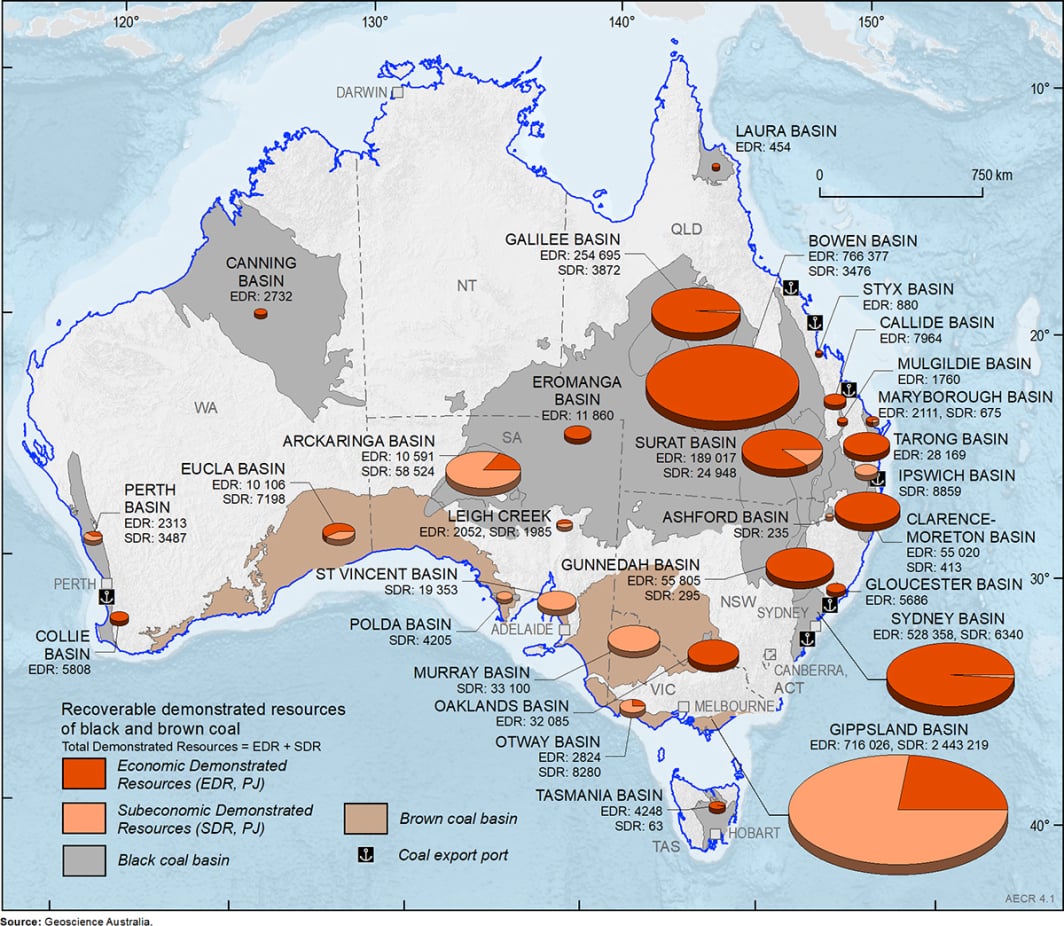 120°
130°
140°
150°
DARWIN
10°
LAURA BASIN
EDR: 454
0
750 km
QLD
GALILEE BASIN
EDR: 254 695
SDR: 3872
BOWEN BASIN
EDR: 766 377
SDR: 3476
CANNING
BASIN
EDR: 2732
NT
STYX BASIN
EDR: 880
CALLIDE BASIN
EDR: 7964
20°
MULGILDIE BASIN
EDR: 1760
EROMANGA
BASIN
EDR: 11 860
MARYBOROUGH BASIN
EDR: 2111, SDR: 675
WA
SA
ARCKARINGA BASIN
EDR: 10 591
SDR: 58 524
SURAT BASIN
EDR: 189 017
SDR: 24 948
TARONG BASIN
EDR: 28 169
EUCLA BASIN
EDR: 10 106
SDR: 7198
IPSWICH BASIN
SDR: 8859
PERTH
BASIN
EDR: 2313
SDR: 3487
LEIGH CREEK
EDR: 2052, SDR: 1985
ASHFORD BASIN
SDR: 235
CLARENCE-
MORETON BASIN
EDR: 55 020
SDR: 413
GUNNEDAH BASIN
EDR: 55 805
SDR: 295
30°
ST VINCENT BASIN
SDR: 19 353
PERTH
GLOUCESTER BASIN
EDR: 5686
NSW
SYDNEY
POLDA BASIN
SDR: 4205
ADELAIDE
SYDNEY BASIN
EDR: 528 358, SDR: 6340
COLLIE
BASIN
EDR: 5808
MURRAY BASIN
SDR: 33 100
CANBERRA,
ACT
VIC
OAKLANDS BASIN
EDR: 32 085
MELBOURNE
OTWAY BASIN
EDR: 2824
SDR: 8280
GIPPSLAND BASIN
EDR: 716 026, SDR: 2 443 219
TASMANIA BASIN
EDR: 4248
SDR: 63
HOBART
TAS
40°
Recoverable demonstrated resources
of black and brown coal
Total Demonstrated Resources = EDR + SDR
Economic Demonstrated
Resources (EDR, PJ)
Subeconomic Demonstrated
Resources (SDR, PJ)
Black coal basin
Brown coal basin
Coal export port
AECR 4.1
Source: Geoscience Australia.